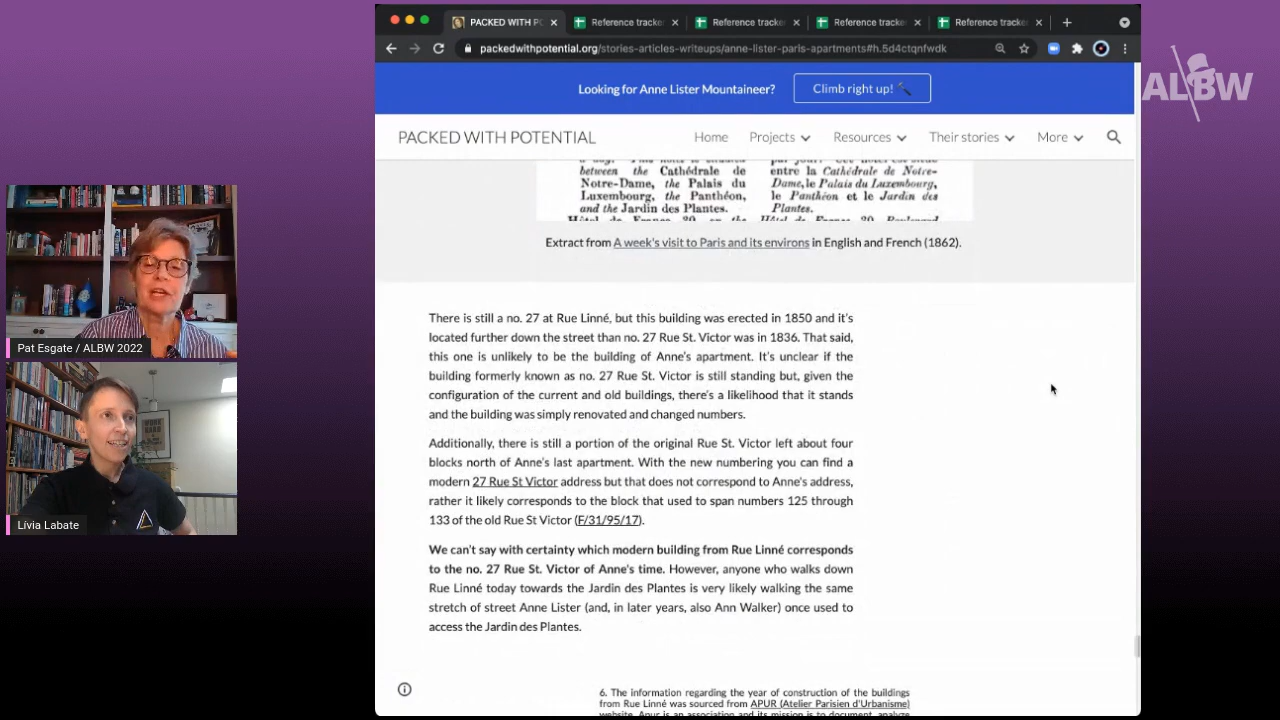 PACKED WITH PO
Reference tracke
Reference tracke
Reference tracke
Reference tracke
packedwithpotential.org/stories-articles-writeups/anne-lister-paris-apartments#h.5d4ctqnfwdk
Looking for Anne Lister Mountaineer?
Climb right up!
ALBW
PACKED WITH POTENTIAL
Home Projects Resources Their stories More
between the Cathédrale de
Notre-Dame, the Palais du
Luxembourg, the Panthéon,
and the Jardin des Plantes.
entre la Cathédrale de Notre-
Dame, le Palais du Luxembourg,
le Panthéon et le Jardin des
Plantes.
Extract from A week's visit to Paris and its environs in English and French (1862).
There is still a no. 27 at Rue Linné, but this building was erected in 1850 and it's
located further down the street than no. 27 Rue St. Victor was in 1836. That said,
this one is unlikely to be the building of Anne's apartment. It's unclear if the
building formerly known as no. 27 Rue St. Victor is still standing but, given the
configuration of the current and old buildings, there's a likelihood that it stands
and the building was simply renovated and changed numbers.
Additionally, there is still a portion of the original Rue St. Victor left about four
blocks north of Anne's last apartment. With the new numbering you can find a
modern 27 Rue St Victor address but that does not correspond to Anne's address,
rather it likely corresponds to the block that used to span numbers 125 through
133 of the old Rue St Victor (F/31/95/17).
We can't say with certainty which modern building from Rue Linné corresponds
to the no. 27 Rue St. Victor of Anne's time. However, anyone who walks down
Rue Linné today towards the Jardin des Plantes is very likely walking the same
stretch of street Anne Lister (and, in later years, also Ann Walker) once used to
access the Jardin des Plantes.
6. The information regarding the year of construction of the buildings
from Rue Linné was sourced from APUR (Atelier Parisien d'Urbanisme)
website. Apur is an association and its mission is to document, analyze
Pat Esgate / ALBW 2022
WORK
HARD
Lívia Labate